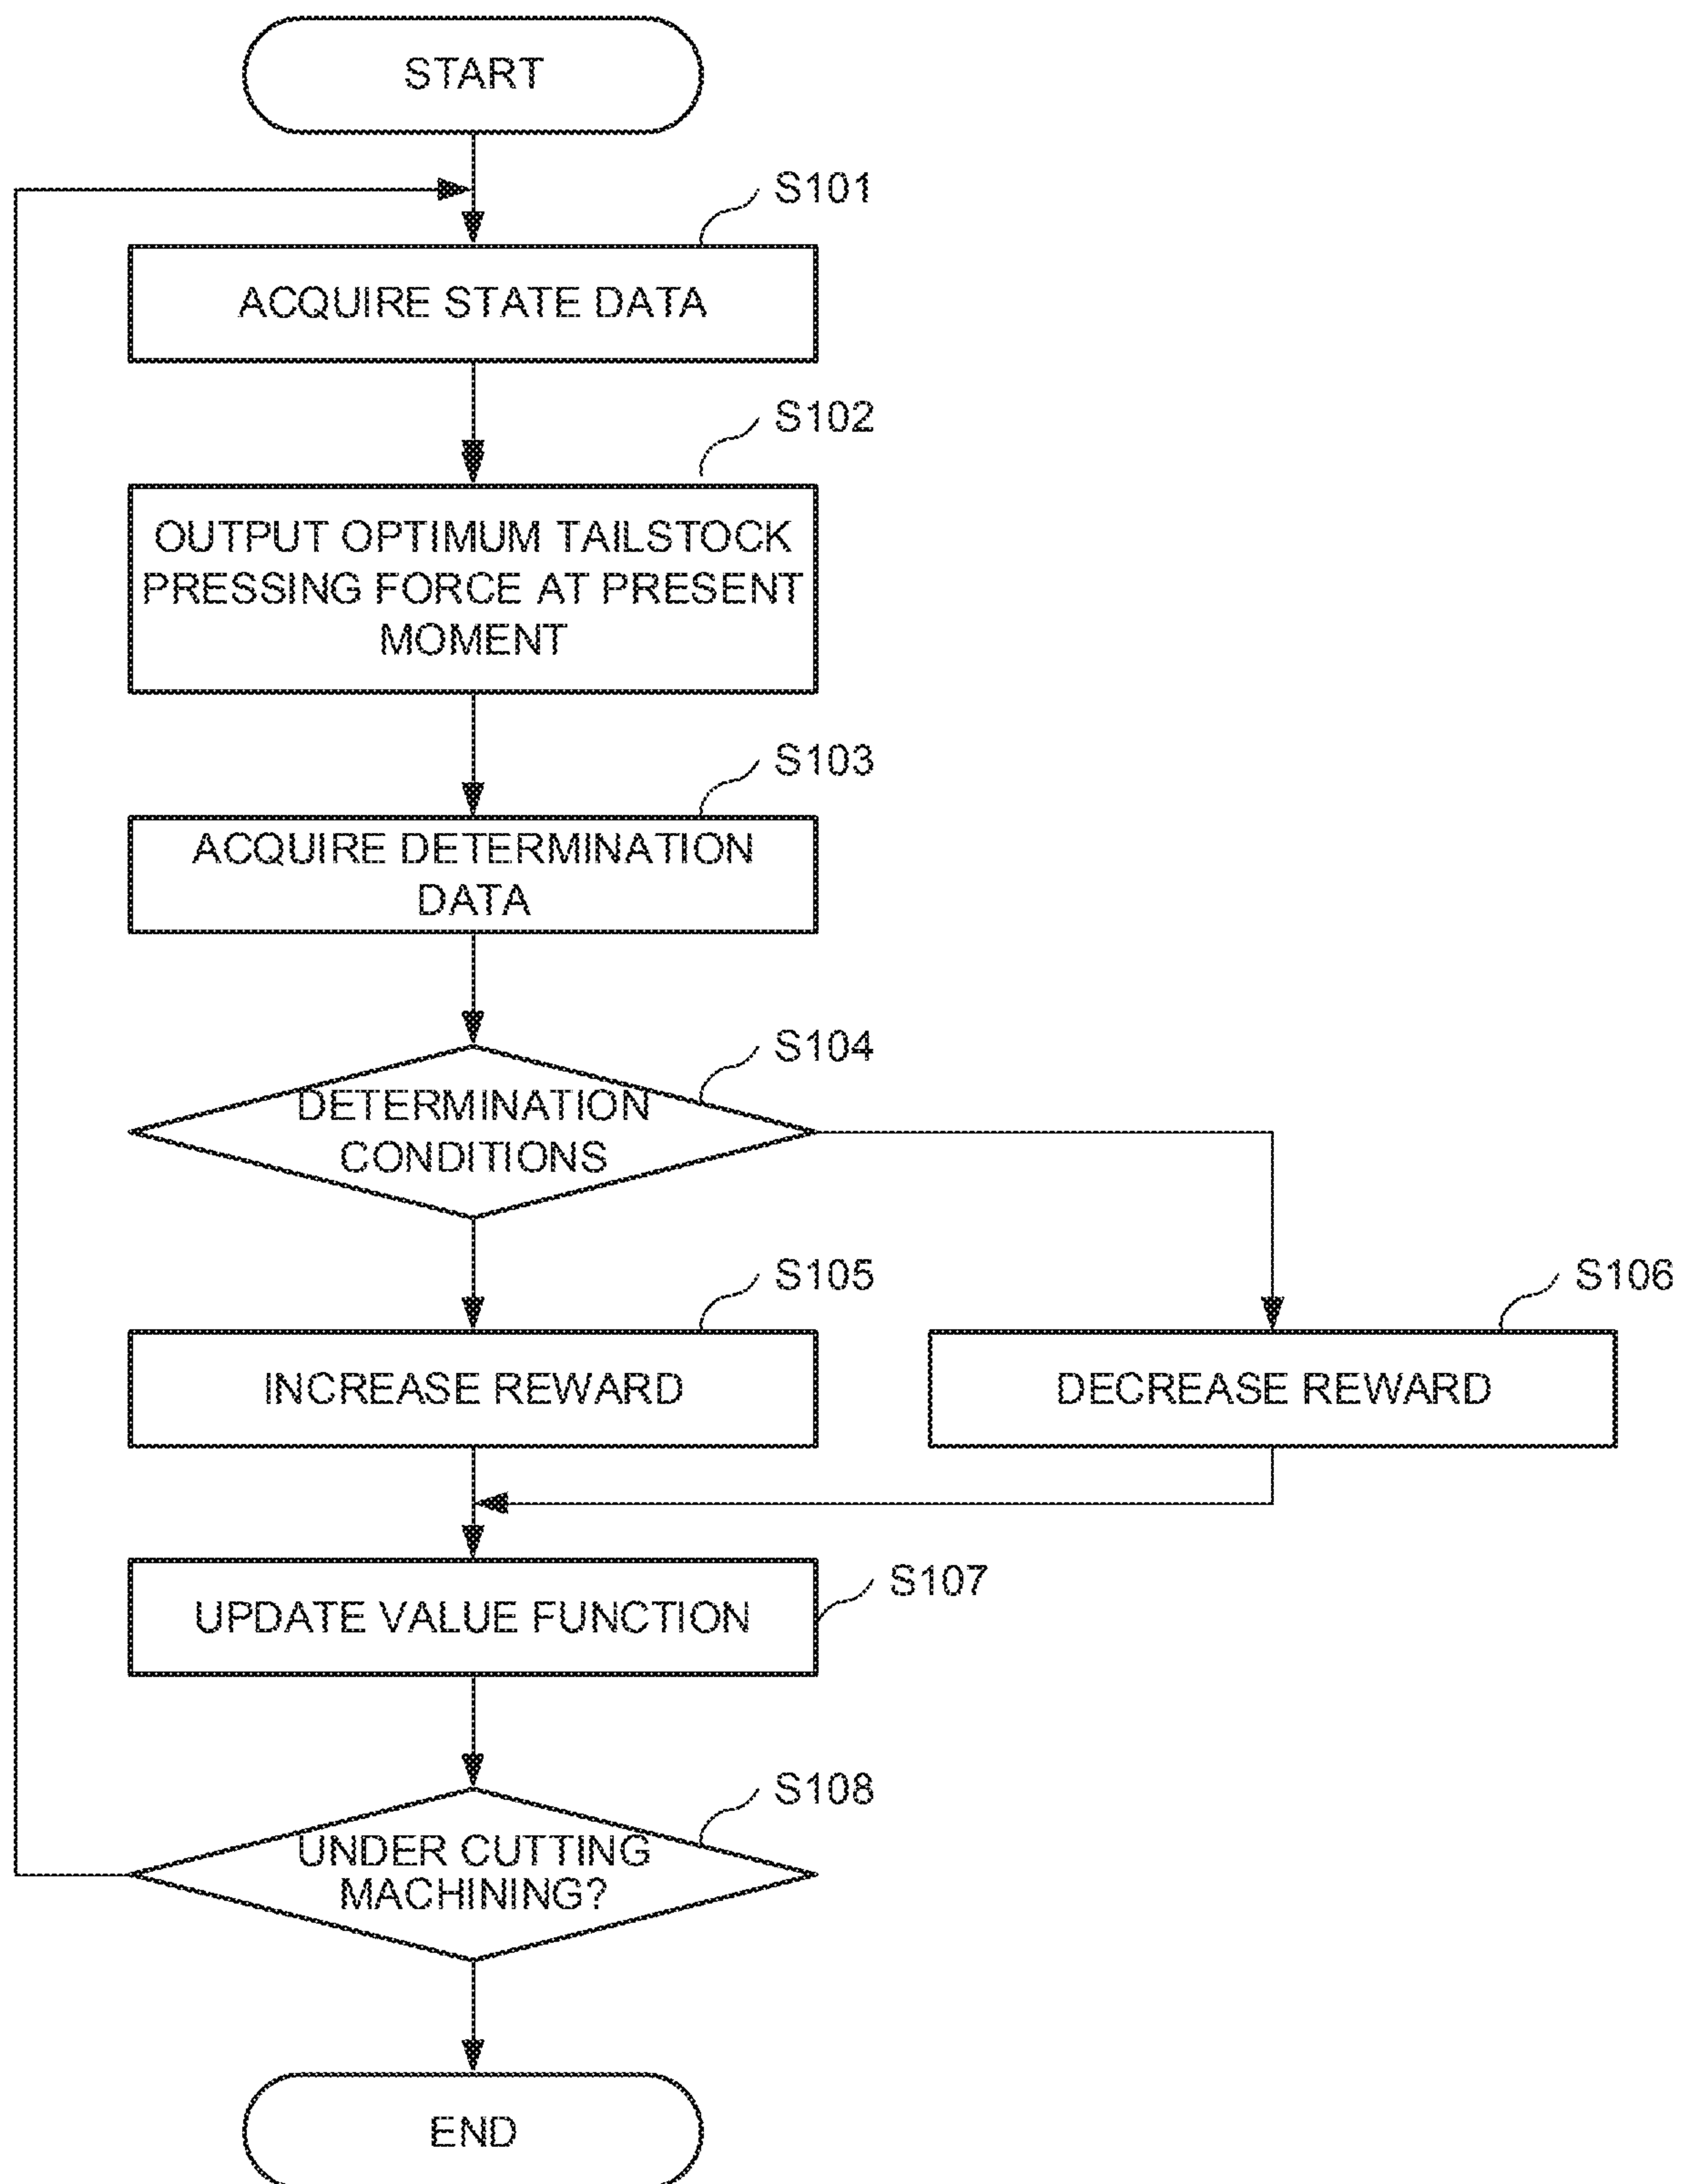 START
S101
ACQUIRE STATE DATA
S102
OUTPUT OPTIMUM TAILSTOCK
PRESSING FORCE AT PRESENT
MOMENT
S103
ACQUIRE DETERMINATION
DATA
S104
DETERMINATION
CONDITIONS
S105
S106
INCREASE REWARD
DECREASE REWARD
S107
UPDATE VALUE FUNCTION
S108
UNDER CUTTING
MACHINING?
END